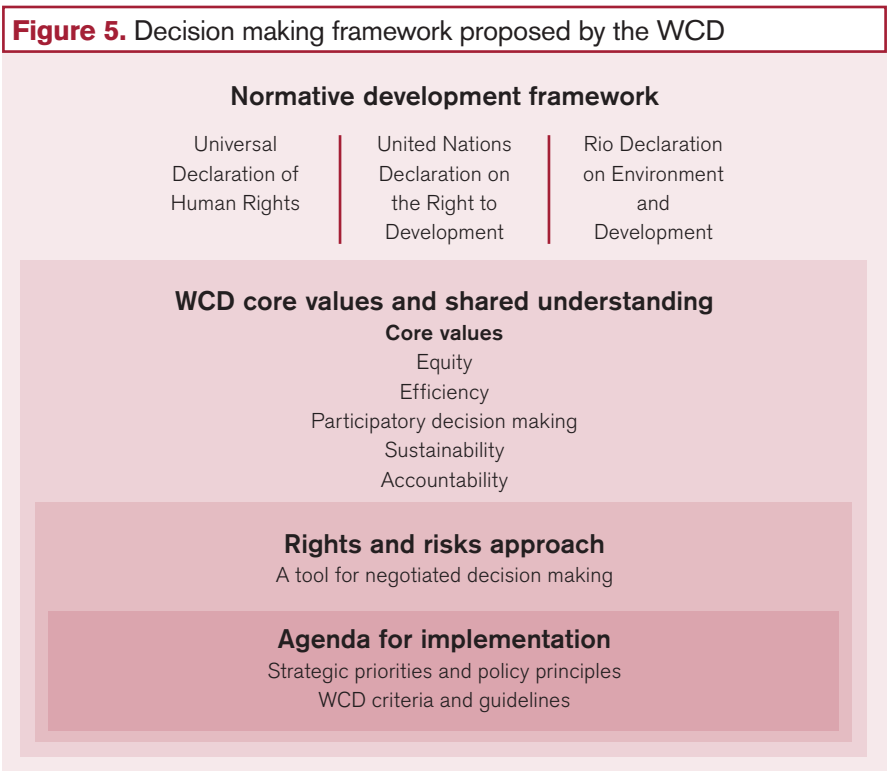 Figure 5. Decision making framework proposed by the WCD
Normative development framework
Universal
Declaration of
Human Rights
United Nations
Declaration on
the Right to
Development
Rio Declaration
on Environment
and
Development
WCD core values and shared understanding
Core values
Equity
Efficiency
Participatory decision making
Sustainability
Accountability
Rights and risks approach
A tool for negotiated decision making
Agenda for implementation
Strategic priorities and policy principles
WCD criteria and guidelines